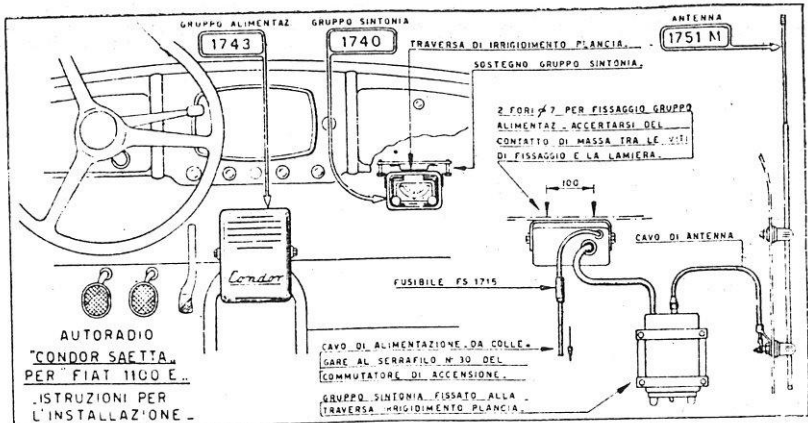 GRUPPO ALIMENTAZ
1743
GRUPPO SINTONIA
1740
TRAVERSA DI IRRIGIDIMENTO PLANCIA.
SOSTEGNO GRUPPO SINTONIA.
ANTENNA
1751 M
2 FORI ⌀ 7 PER FISSAGGIO GRUPPO
ALIMENTAZ. ACCERTARSI DEL
CONTATTO DI MASSA TRA LE VITI
DI FISSAGGIO E LA LAMIERA.
100
CAVO DI ANTENNA
Condor
FUSIBILE FS 1715
AUTORADIO
"CONDOR SAETTA"
PER FIAT 1100 E.
ISTRUZIONI PER
L'INSTALLAZIONE
CAVO DI ALIMENTAZIONE. DA COLLE-
GARE AL SERRAFILO N° 30 DEL
COMMUTATORE DI ACCENSIONE.
GRUPPO SINTONIA FISSATO ALLA
TRAVERSA IRRIGIDIMENTO PLANCIA.